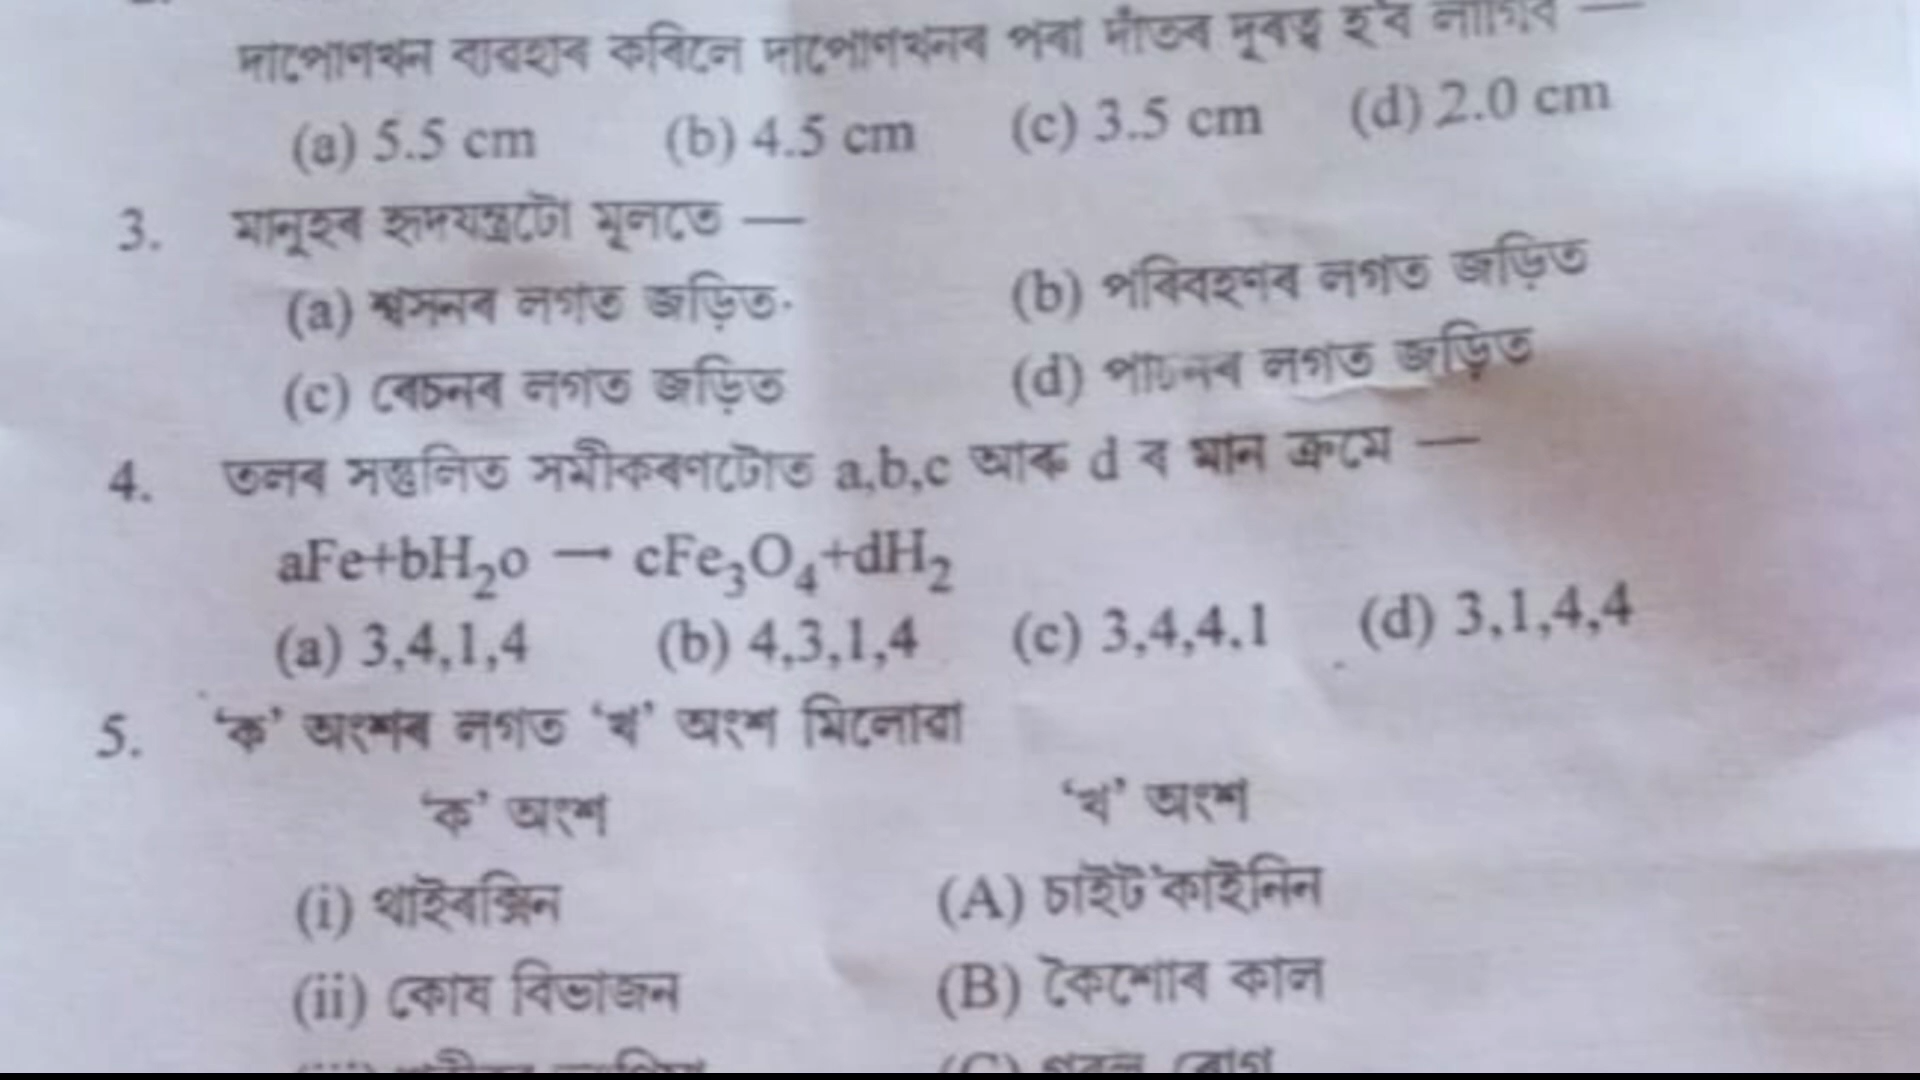 দাপোণখন ব্যৱহাৰ কৰিলে দাপোণখনৰ পৰা দাঁতৰ দূৰত্ব হ'ব লাগিব —
(a) 5.5 cm (b) 4.5 cm (c) 3.5 cm (d) 2.0 cm
3. মানুহৰ হৃদযন্ত্ৰটো মূলতে —
(a) শ্বসনৰ লগত জড়িত· (b) পৰিবহণৰ লগত জড়িত
(c) ৰেচনৰ লগত জড়িত (d) পাচনৰ লগত জড়িত
4. তলৰ সন্তুলিত সমীকৰণটোত a,b,c আৰু d ৰ মান ক্ৰমে —
aFe+bH₂o — cFe₃O₄+dH₂
(a) 3,4,1,4 (b) 4,3,1,4 (c) 3,4,4,1 (d) 3,1,4,4
5. ‘ক’ অংশৰ লগত ‘খ’ অংশ মিলোৱা
‘ক’ অংশ ‘খ’ অংশ
(i) থাইৰক্সিন (A) চাইট'কাইনিন
(ii) কোষ বিভাজন (B) কৈশোৰ কাল